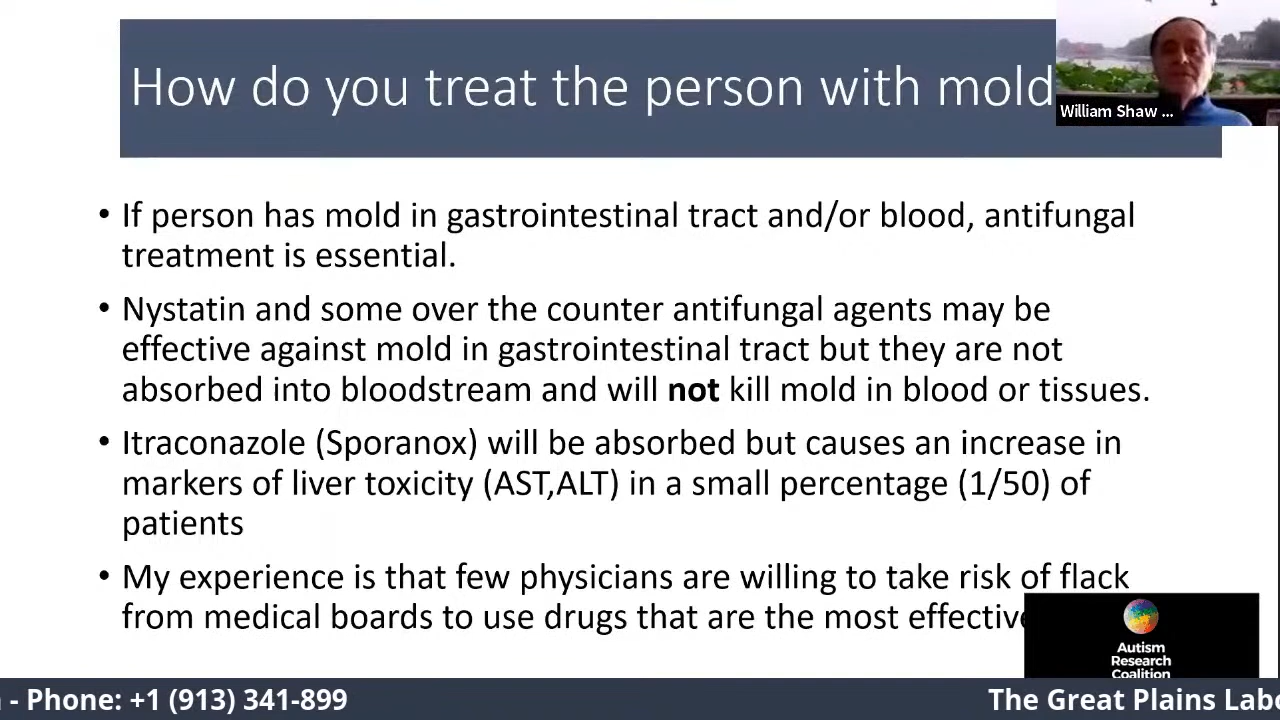 How do you treat the person with mold
William Shaw ...
• If person has mold in gastrointestinal tract and/or blood, antifungal
treatment is essential.
• Nystatin and some over the counter antifungal agents may be
effective against mold in gastrointestinal tract but they are not
absorbed into bloodstream and will not kill mold in blood or tissues.
• Itraconazole (Sporanox) will be absorbed but causes an increase in
markers of liver toxicity (AST,ALT) in a small percentage (1/50) of
patients
• My experience is that few physicians are willing to take risk of flack
from medical boards to use drugs that are the most effective
Autism
Research
Coalition
- Phone: +1 (913) 341-899
The Great Plains Labo